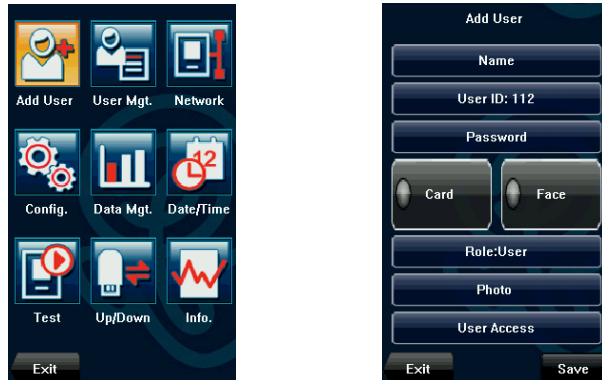 Add User User Mgt. Network
12
Config. Data Mgt. Date/Time
Test Up/Down Info.
Exit
Add User
Name
User ID: 112
Password
Card Face
Role:User
Photo
User Access
Exit Save